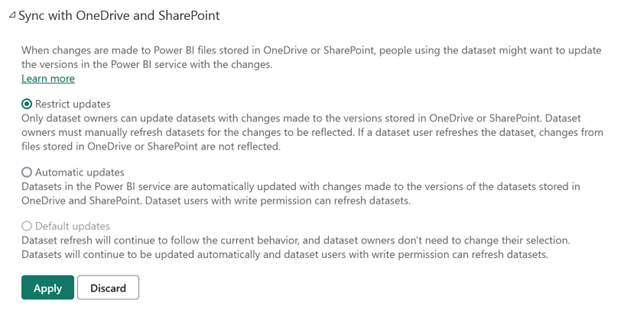 Sync with OneDrive and SharePoint
When changes are made to Power BI files stored in OneDrive or SharePoint, people using the dataset might want to update
the versions in the Power BI service with the changes.
Learn more
Restrict updates
Only dataset owners can update datasets with changes made to the versions stored in OneDrive or SharePoint. Dataset
owners must manually refresh datasets for the changes to be reflected. If a dataset user refreshes the dataset, changes from
files stored in OneDrive or SharePoint are not reflected.
Automatic updates
Datasets in the Power BI service are automatically updated with changes made to the versions of the datasets stored in
OneDrive and SharePoint. Dataset users with write permission can refresh datasets.
Default updates
Dataset refresh will continue to follow the current behavior, and dataset owners don't need to change their selection.
Datasets will continue to be updated automatically and dataset users with write permission can refresh datasets.
Apply Discard